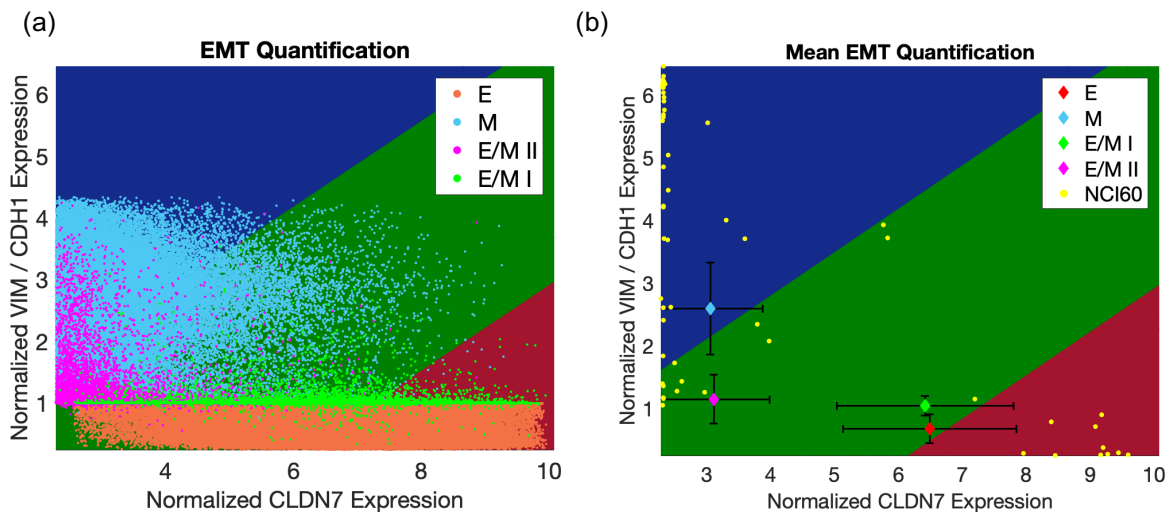 (a)
EMT Quantification
Normalized VIM / CDH1 Expression
6
5
4
3
2
1
E
M
E/M II
E/M I
4
6
8
10
Normalized CLDN7 Expression
(b)
Mean EMT Quantification
Normalized VIM / CDH1 Expression
6
5
4
3
2
1
E
M
E/M I
E/M II
NCI60
3
4
5
6
7
8
9
10
Normalized CLDN7 Expression